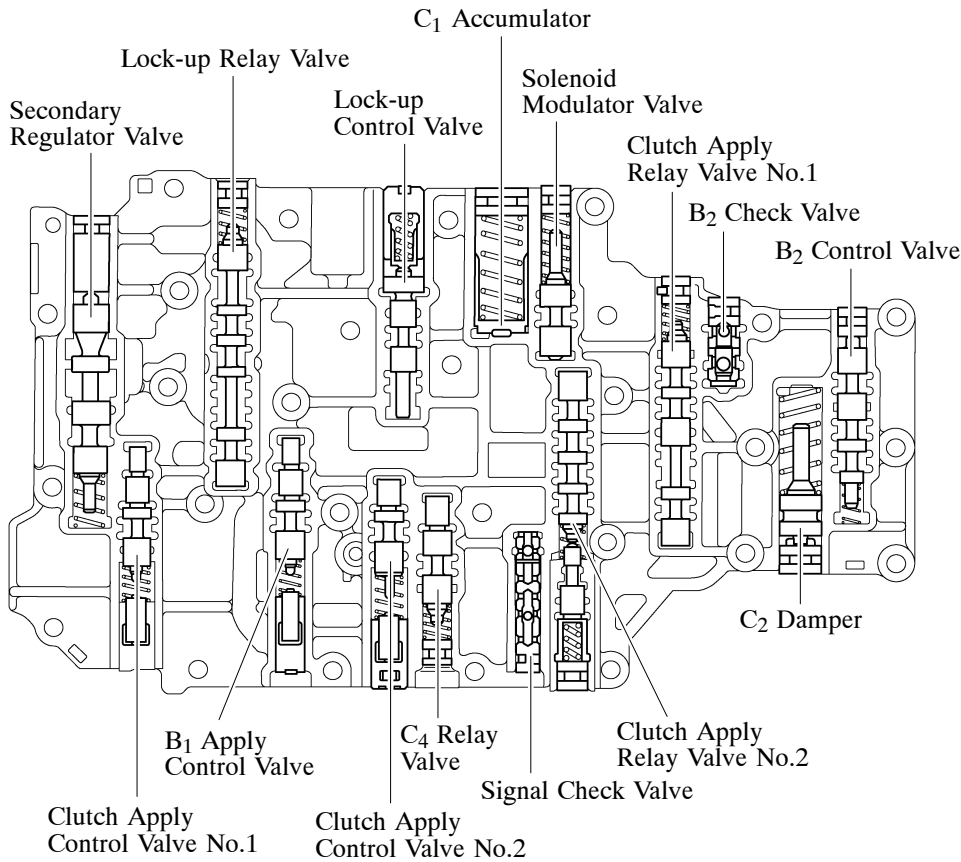 C₁ Accumulator
Lock-up Relay Valve
Lock-up
Control Valve
Solenoid
Modulator Valve
Secondary
Regulator Valve
Clutch Apply
Relay Valve No.1
B₂ Check Valve
B₂ Control Valve
C₂ Damper
B₁ Apply
Control Valve
C₄ Relay
Valve
Clutch Apply
Relay Valve No.2
Signal Check Valve
Clutch Apply
Control Valve No.1
Clutch Apply
Control Valve No.2